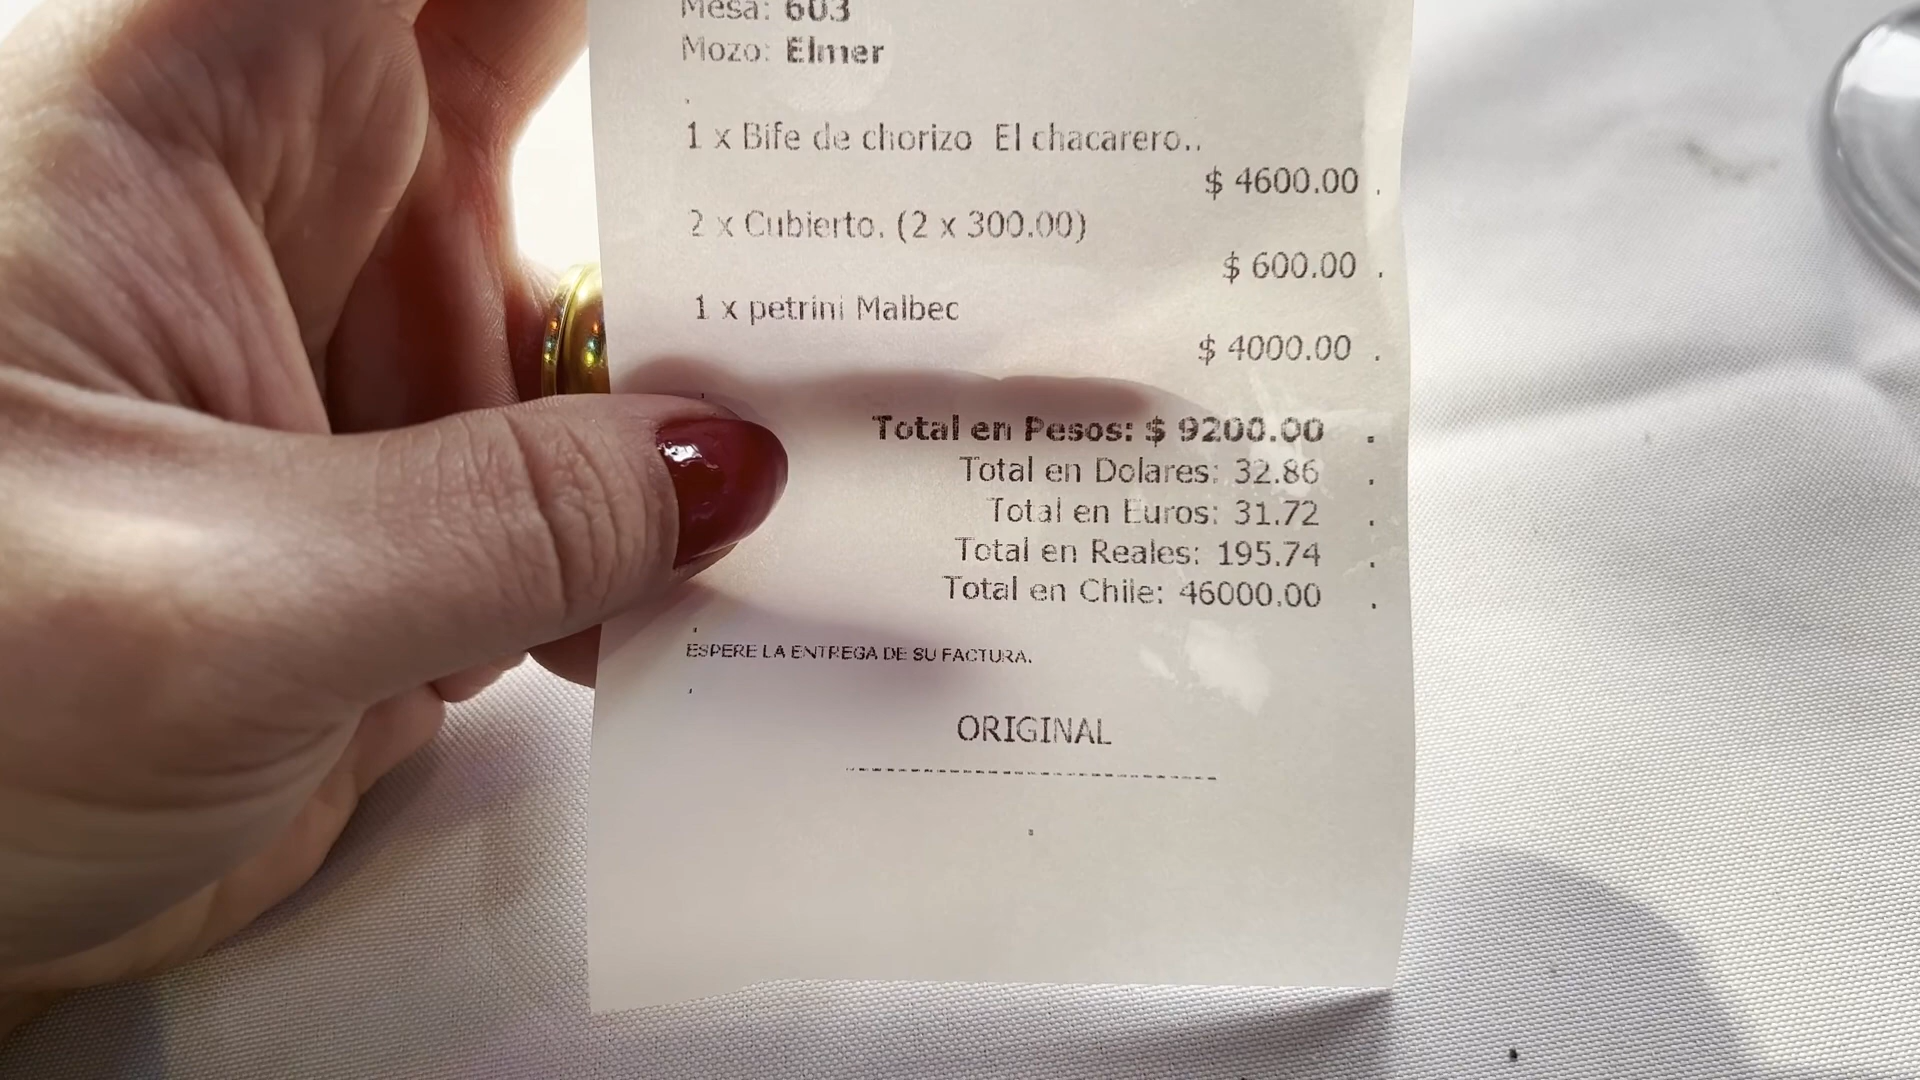 Mesa: 603
Mozo: Elmer
.
1 x Bife de chorizo El chacarero..
$ 4600.00 .
2 x Cubierto. (2 x 300.00)
$ 600.00 .
1 x petrini Malbec
$ 4000.00 .
.
Total en Pesos: $ 9200.00 .
Total en Dolares: 32.86 .
Total en Euros: 31.72 .
Total en Reales: 195.74 .
Total en Chile: 46000.00 .
.
ESPERE LA ENTREGA DE SU FACTURA.
.
ORIGINAL
--------------------------------
.